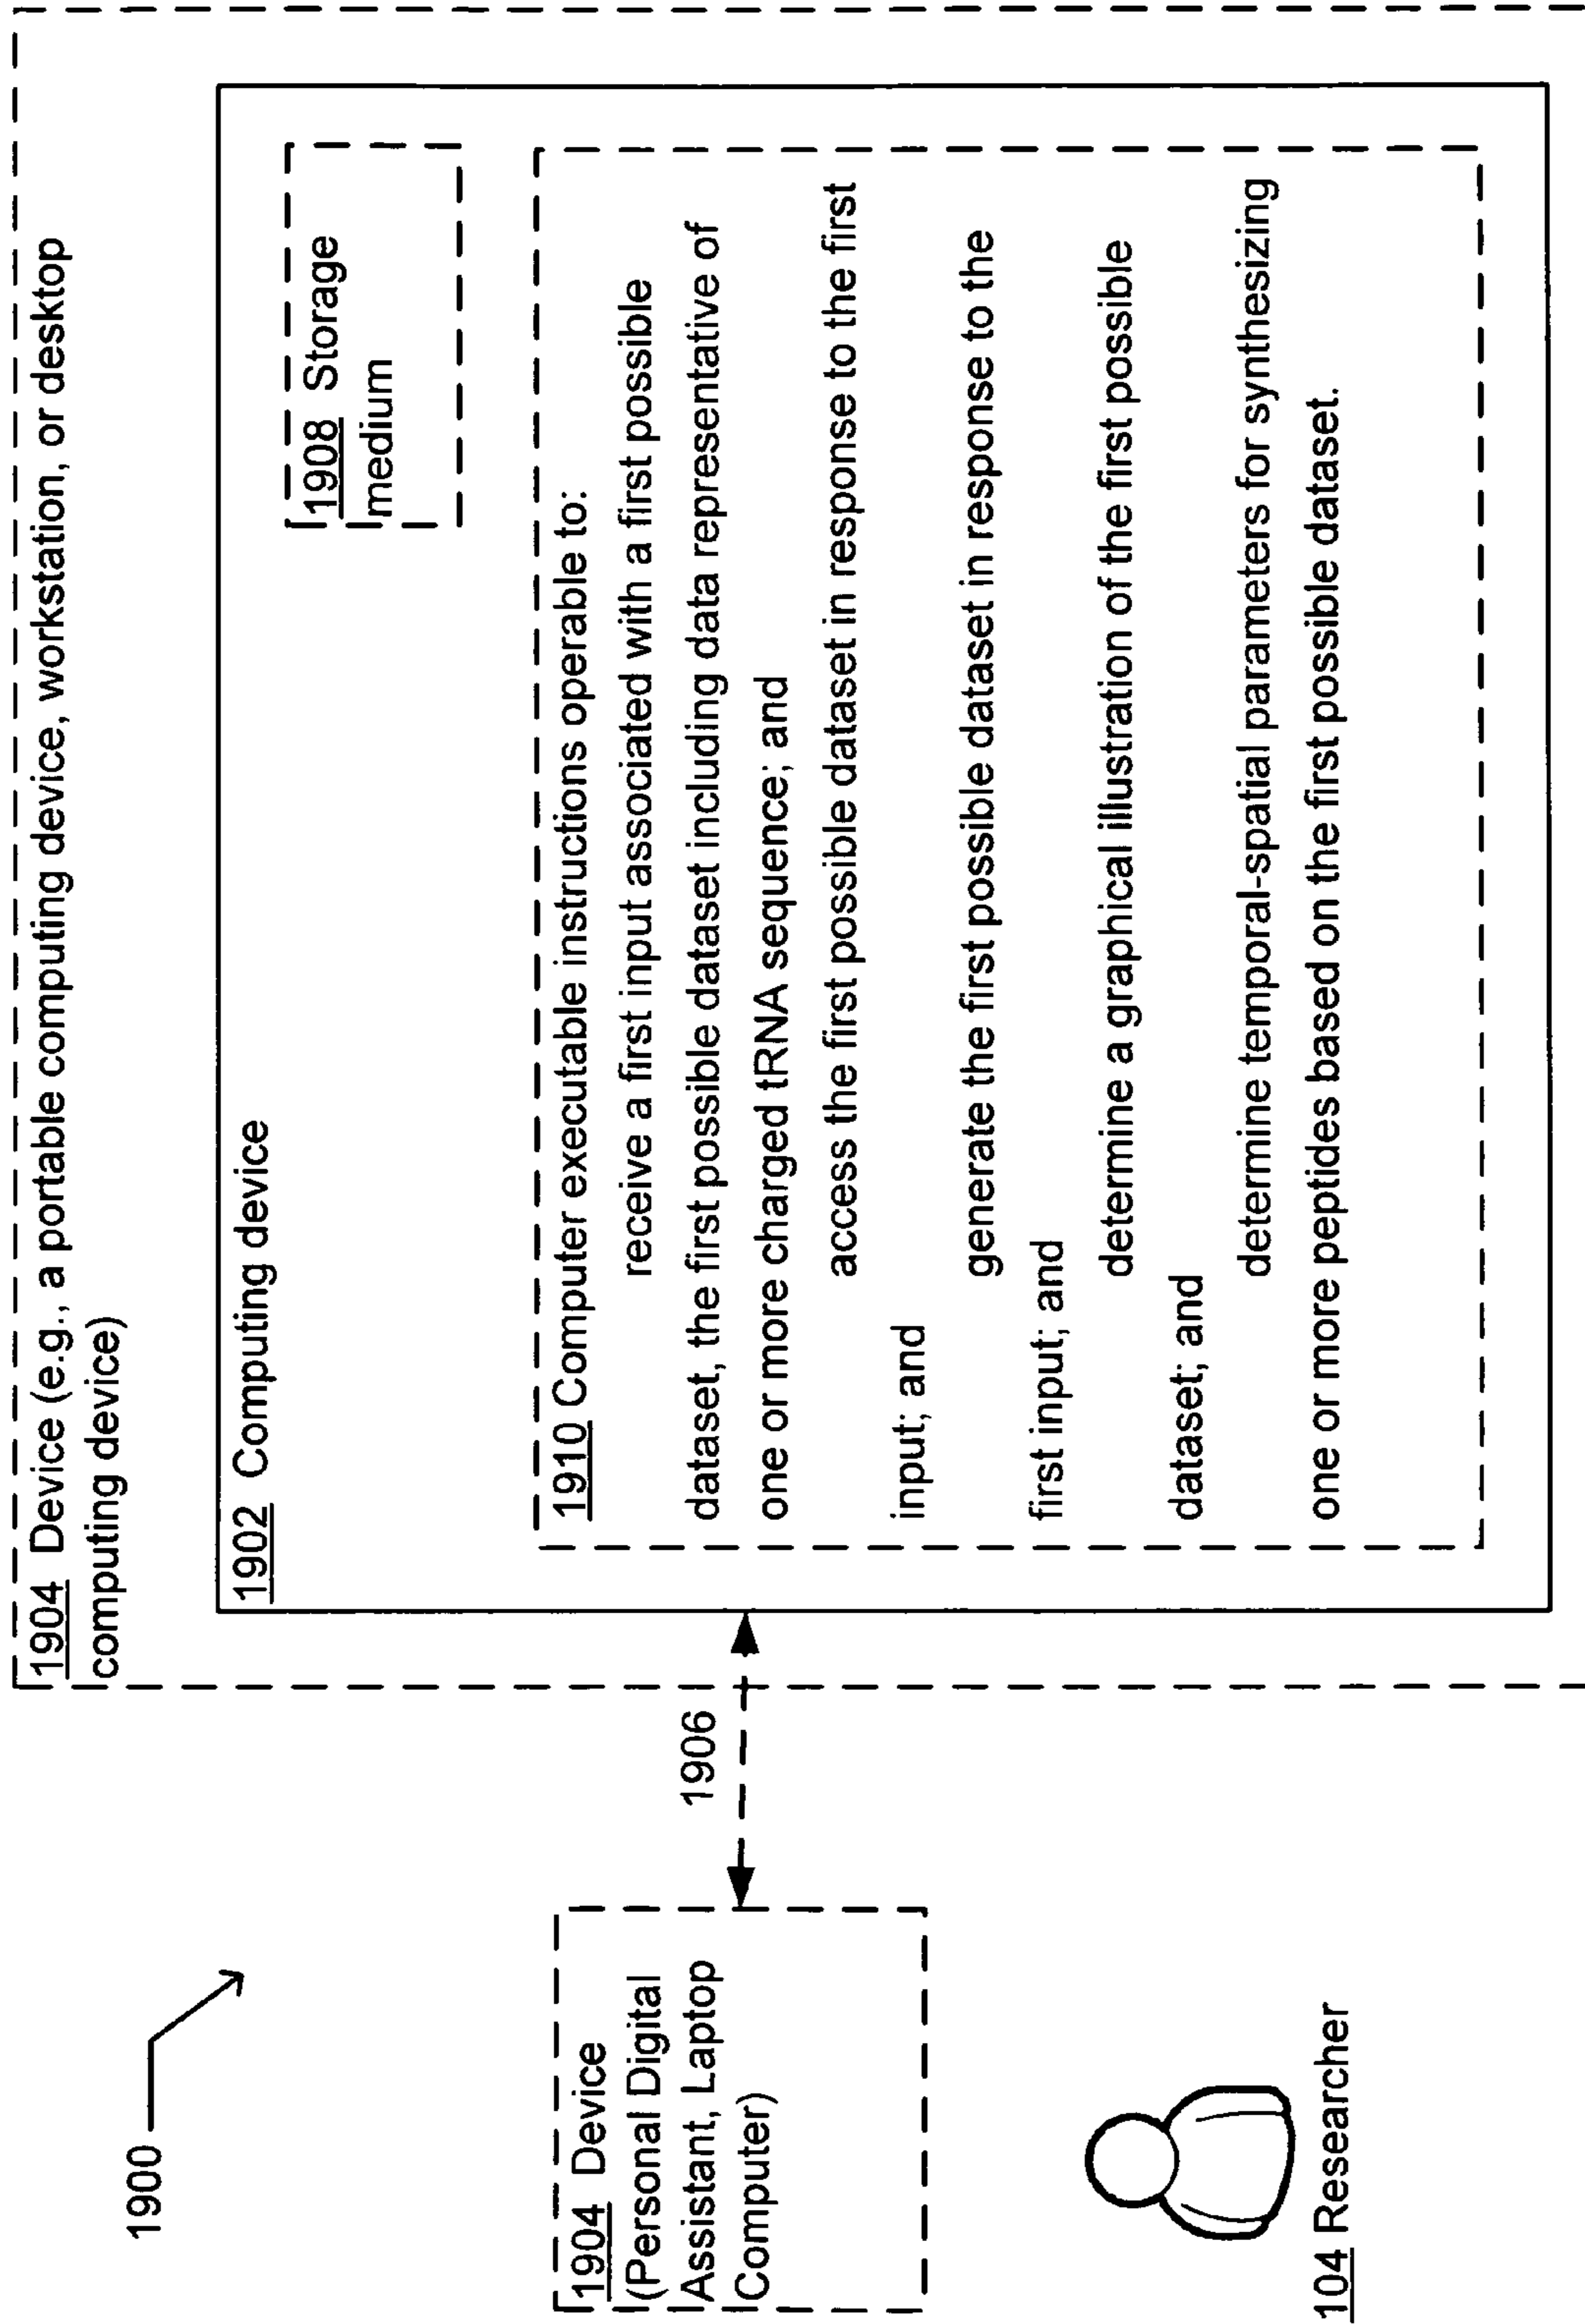 1900
1904 Device (e.g., a portable computing device, workstation, or desktop
computing device)
1902 Computing device
1908 Storage
medium
1910 Computer executable instructions operable to:
receive a first input associated with a first possible
dataset, the first possible dataset including data representative of
one or more charged tRNA sequence; and
access the first possible dataset in response to the first
input; and
generate the first possible dataset in response to the
first input; and
determine a graphical illustration of the first possible
dataset; and
determine temporal-spatial parameters for synthesizing
one or more peptides based on the first possible dataset.
1906
1904 Device
(Personal Digital
Assistant, Laptop
Computer)
104 Researcher